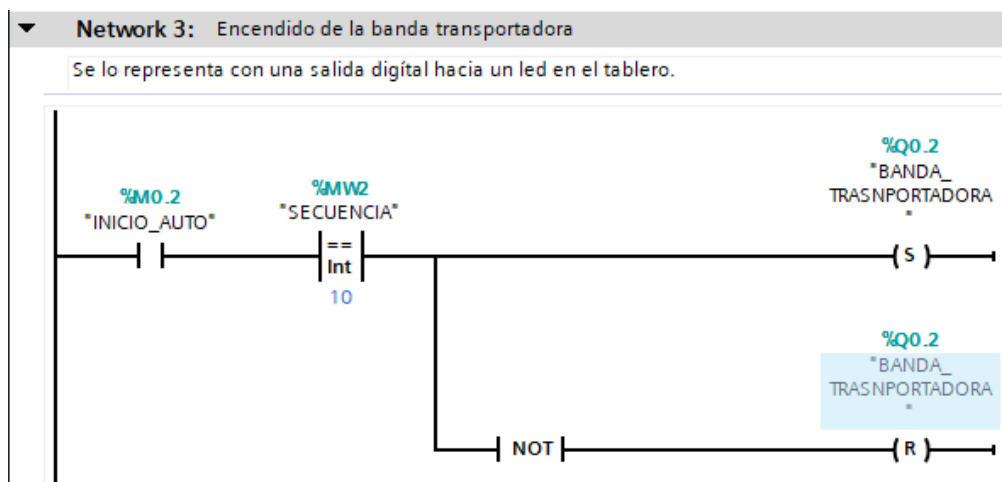 Network 3: Encendido de la banda transportadora
Se lo representa con una salida digítal hacia un led en el tablero.
%M0.2
"INICIO_AUTO"
%MW2
"SECUENCIA"
==
Int
10
%Q0.2
"BANDA_
TRASNPORTADORA
"
S
%Q0.2
"BANDA_
TRASNPORTADORA
"
NOT
R